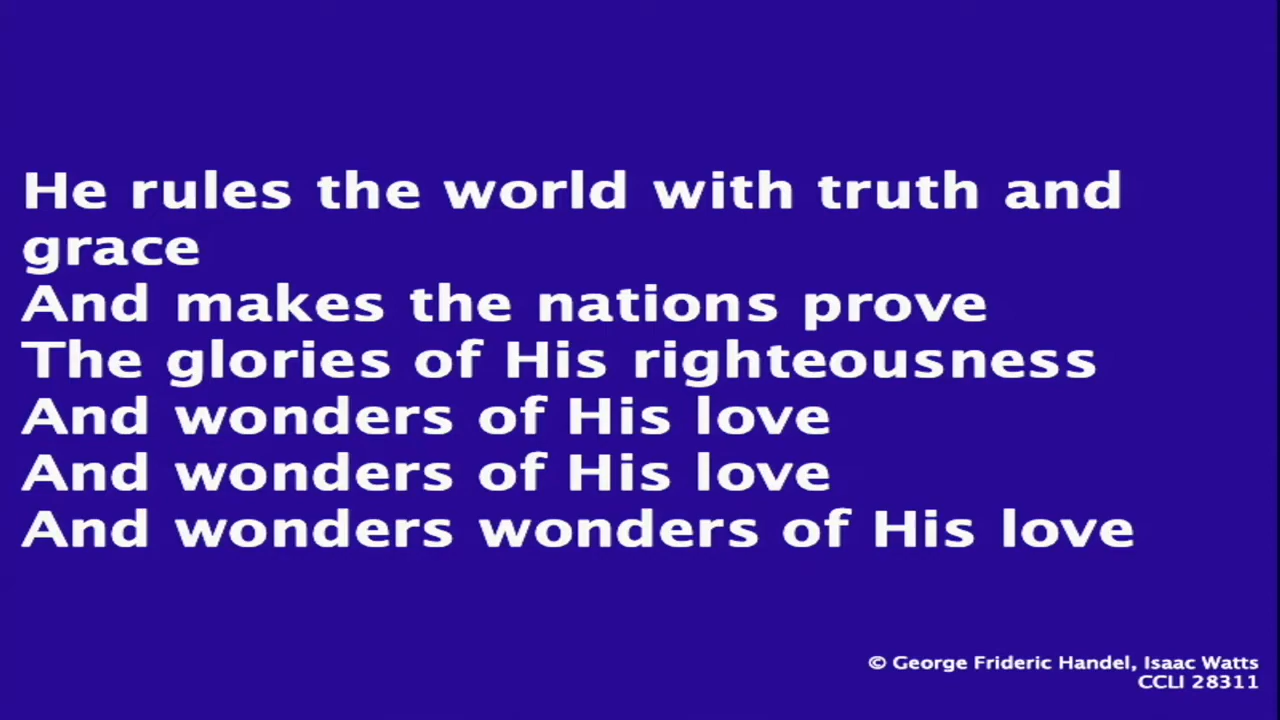 He rules the world with truth and
grace
And makes the nations prove
The glories of His righteousness
And wonders of His love
And wonders of His love
And wonders wonders of His love
© George Frideric Handel, Isaac Watts
CCLI 28311